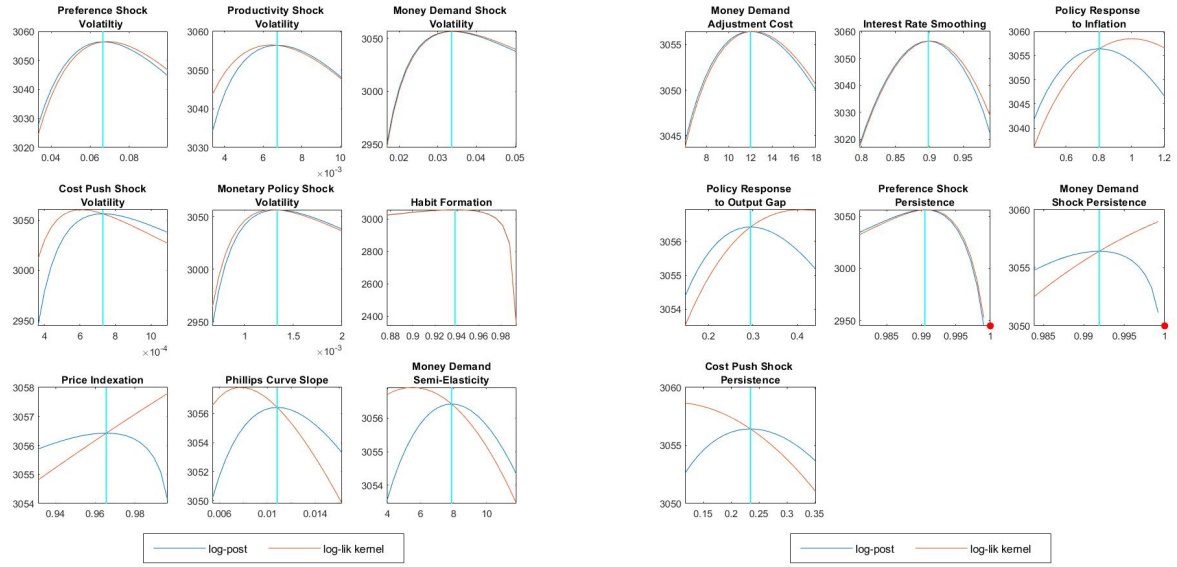 Preference Shock
Volatiltiy
3060
3050
3040
3030
3020
0.04 0.06 0.08
Productivity Shock
Volatility
3060
3050
3040
3030
4 6 8 10
×10⁻³
Money Demand Shock
Volatility
3050
3000
2950
0.02 0.03 0.04 0.05
Money Demand
Adjustment Cost
3055
3050
3045
8 10 12 14 16 18
Interest Rate Smoothing
3060
3050
3040
3030
3020
0.8 0.85 0.9 0.95
Policy Response
to Inflation
3060
3055
3050
3045
3040
0.6 0.8 1 1.2
Cost Push Shock
Volatility
3050
3000
2950
4 6 8 10
×10⁻⁴
Monetary Policy Shock
Volatility
3050
3000
2950
1 1.5 2
×10⁻³
Habit Formation
3000
2800
2600
2400
0.88 0.9 0.92 0.94 0.96 0.98
Policy Response
to Output Gap
3056
3055
3054
0.2 0.3 0.4
Preference Shock
Persistence
3050
3000
2950
0.985 0.99 0.995 1
Money Demand
Shock Persistence
3060
3055
3050
0.985 0.99 0.995 1
Price Indexation
3058
3057
3056
3055
3054
0.94 0.96 0.98
Phillips Curve Slope
3056
3054
3052
3050
0.006 0.01 0.014
Money Demand
Semi-Elasticity
3056
3055
3054
4 6 8 10
Cost Push Shock
Persistence
3060
3055
3050
0.15 0.2 0.25 0.3 0.35
log-post log-lik kernel
log-post log-lik kernel